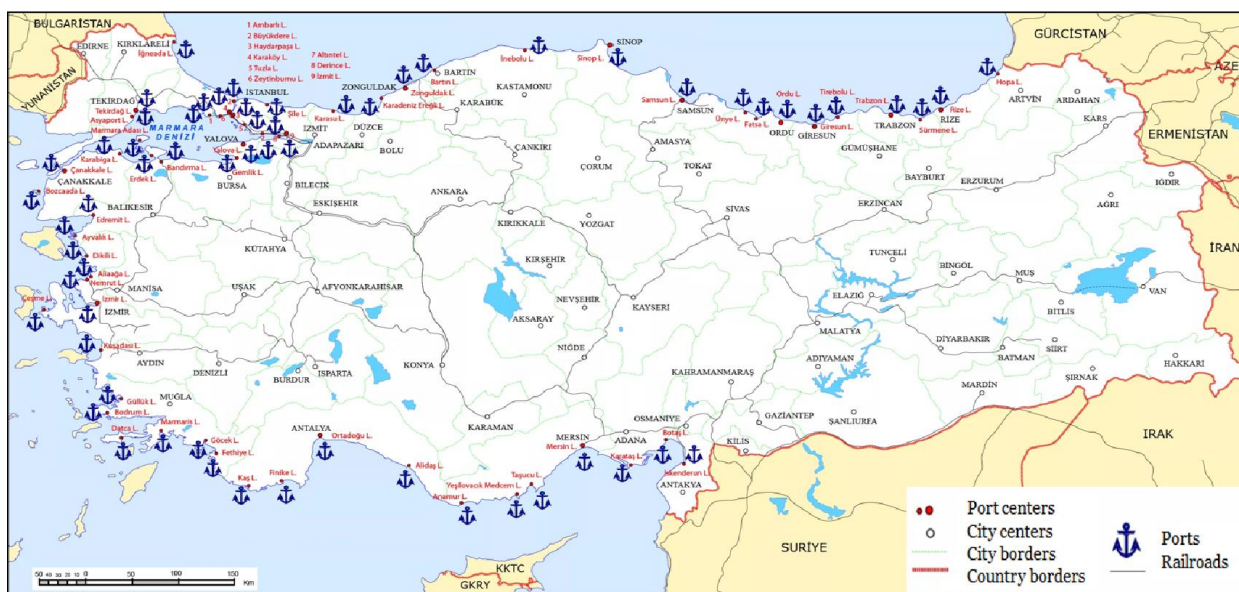 BULGARİSTAN
YUNANİSTAN
GÜRCİSTAN
ERMENİSTAN
İRAN
IRAK
SURİYE
KKTC
GKRY
MARMARA
DENİZİ
1 Ambarlı L.
2 Büyükdere L.
3 Haydarpaşa L.
4 Karaköy L.
5 Tuzla L.
6 Zeytinburnu L.
7 Altıntel L.
8 Derince L.
9 İzmit L.
EDİRNE
KIRKLARELİ
İğneada L.
TEKİRDAĞ
Tekirdağ L.
Asyaport L.
Marmara Adası L.
İSTANBUL
Şile L.
Karasu L.
YALOVA
Yalova L.
İZMİT
ADAPAZARI
DÜZCE
BOLU
ZONGULDAK
Zonguldak L.
Karadeniz Ereğli L.
BARTIN
Bartın L.
KARABÜK
KASTAMONU
İnebolu L.
SİNOP
Sinop L.
SAMSUN
Samsun L.
Ünye L.
Fatsa L.
Ordu L.
ORDU
Tirebolu L.
Giresun L.
GİRESUN
Trabzon L.
TRABZON
Sürmene L.
Rize L.
RİZE
Hopa L.
ARTVİN
ARDAHAN
KARS
IĞDIR
AĞRI
ERZURUM
BAYBURT
GÜMÜŞHANE
ERZİNCAN
TUNCELİ
BİNGÖL
MUŞ
VAN
BİTLİS
ELAZIĞ
MALATYA
DİYARBAKIR
BATMAN
SİİRT
HAKKARİ
ŞIRNAK
MARDİN
ADIYAMAN
ŞANLIURFA
GAZİANTEP
KİLİS
KAHRAMANMARAŞ
OSMANİYE
ANTAKYA
İskenderun L.
Botaş L.
ADANA
Karataş L.
MERSİN
Mersin L.
Taşucu L.
Yeşilovacık Medcem L.
Anamur L.
Alidaş L.
ANTALYA
Ortadoğu L.
Finike L.
Kaş L.
Fethiye L.
Göcek L.
Marmaris L.
Datça L.
Bodrum L.
Güllük L.
MUĞLA
AYDIN
DENİZLİ
BURDUR
ISPARTA
KONYA
KARAMAN
Kuşadası L.
Çeşme L.
İZMİR
İzmir L.
Nemrut L.
Aliağa L.
MANİSA
UŞAK
AFYONKARAHİSAR
Dikili L.
Ayvalık L.
Edremit L.
BALIKESİR
Bozcaada L.
ÇANAKKALE
Çanakkale L.
Karabiga L.
Erdek L.
Bandırma L.
Gemlik L.
BURSA
BİLECİK
ESKİŞEHİR
KÜTAHYA
ANKARA
ÇANKIRI
KIRIKKALE
ÇORUM
AMASYA
TOKAT
SİVAS
YOZGAT
KIRŞEHİR
NEVŞEHİR
AKSARAY
NİĞDE
KAYSERİ
50 40 30 20 10 0 50 100 150
Km
Port centers
City centers
City borders
Country borders
Ports
Railroads